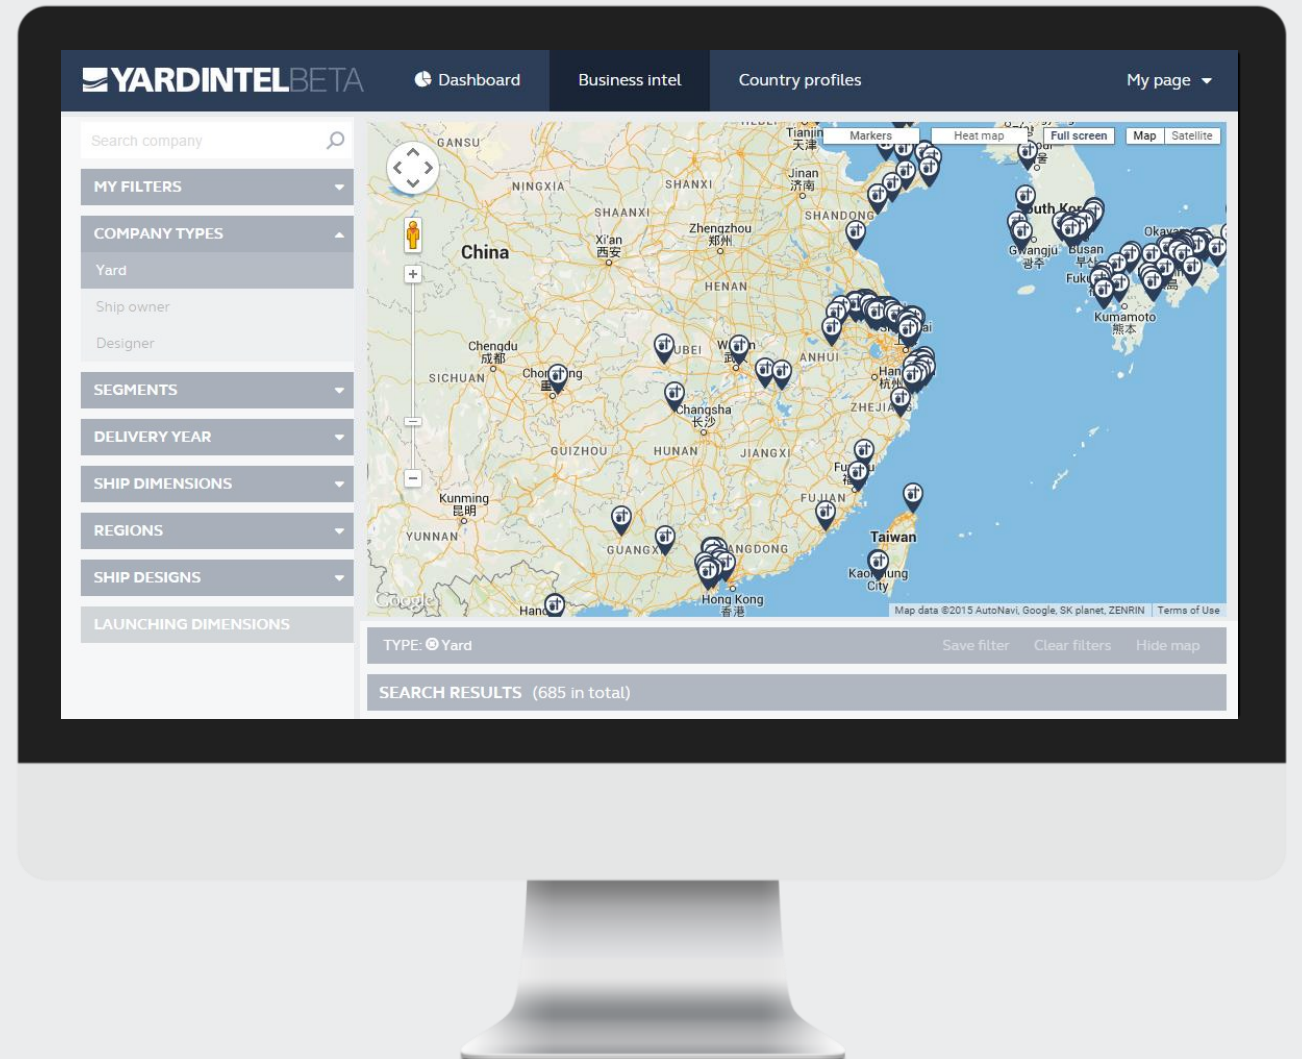 YARDINTELBETA
Dashboard
Business intel
Country profiles
My page
Search company
MY FILTERS
COMPANY TYPES
Yard
Ship owner
Designer
SEGMENTS
DELIVERY YEAR
SHIP DIMENSIONS
REGIONS
SHIP DESIGNS
LAUNCHING DIMENSIONS
Markers
Heat map
Full screen
Map
Satellite
GANSU
Tianjin
天津
Jinan
济南
NINGXIA
SHANXI
SHAANXI
SHANDONG
Zhengzhou
郑州
Xi'an
西安
China
HENAN
Gwangju
광주
Busan
Kumamoto
熊本
Chengdu
成都
ANHUI
SICHUAN
Changsha
长沙
GUIZHOU
HUNAN
JIANGXI
FUJIAN
Kunming
昆明
YUNNAN
Taiwan
City
Hong Kong
香港
Google
Map data ©2015 AutoNavi, Google, SK planet, ZENRIN
Terms of Use
TYPE: Yard
Save filter
Clear filters
Hide map
SEARCH RESULTS (685 in total)